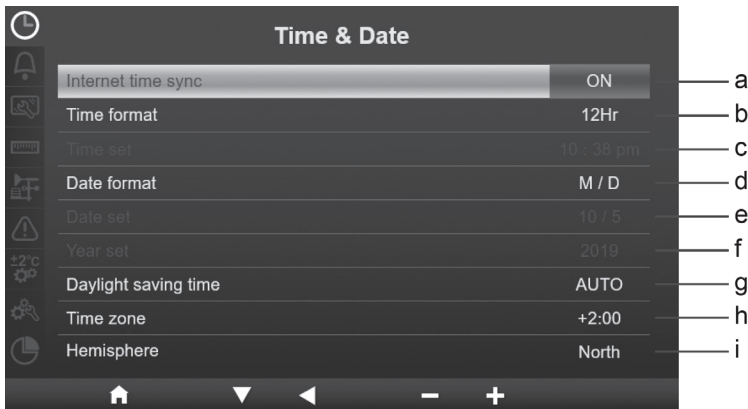 Time & Date
Internet time sync ON a
Time format 12Hr b
Time set 10 : 38 pm c
Date format M / D d
Date set 10 / 5 e
Year set 2019 f
±2°c
Daylight saving time AUTO g
Time zone +2:00 h
Hemisphere North i